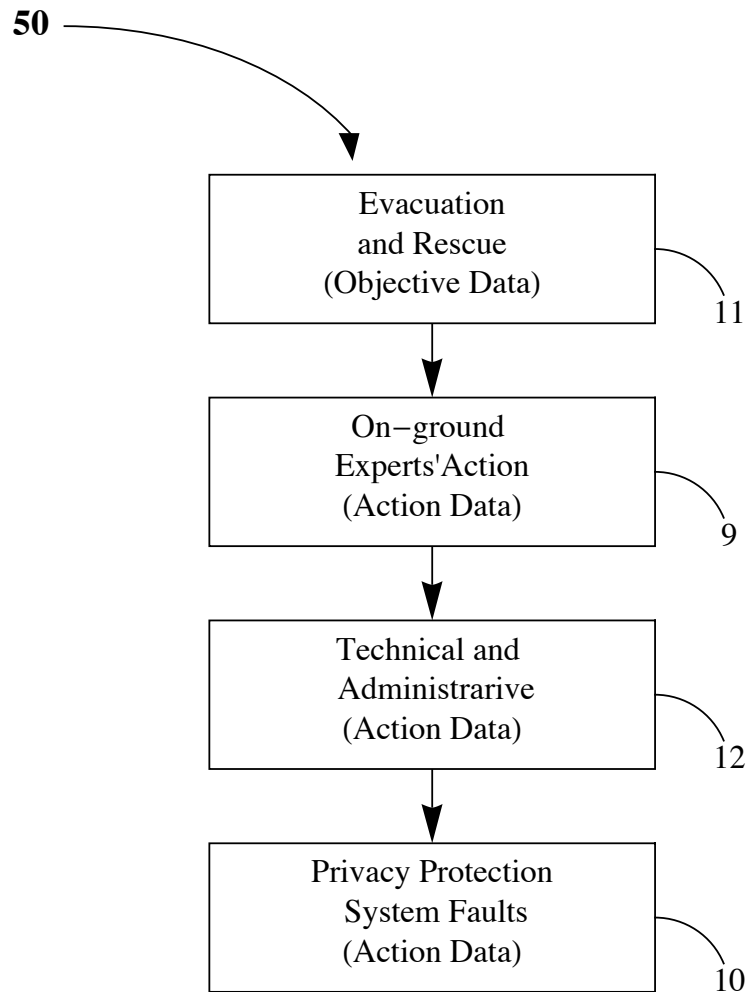 50
Evacuation
and Rescue
(Objective Data)
11
On−ground
Experts'Action
(Action Data)
9
Technical and
Administrarive
(Action Data)
12
Privacy Protection
System Faults
(Action Data)
10